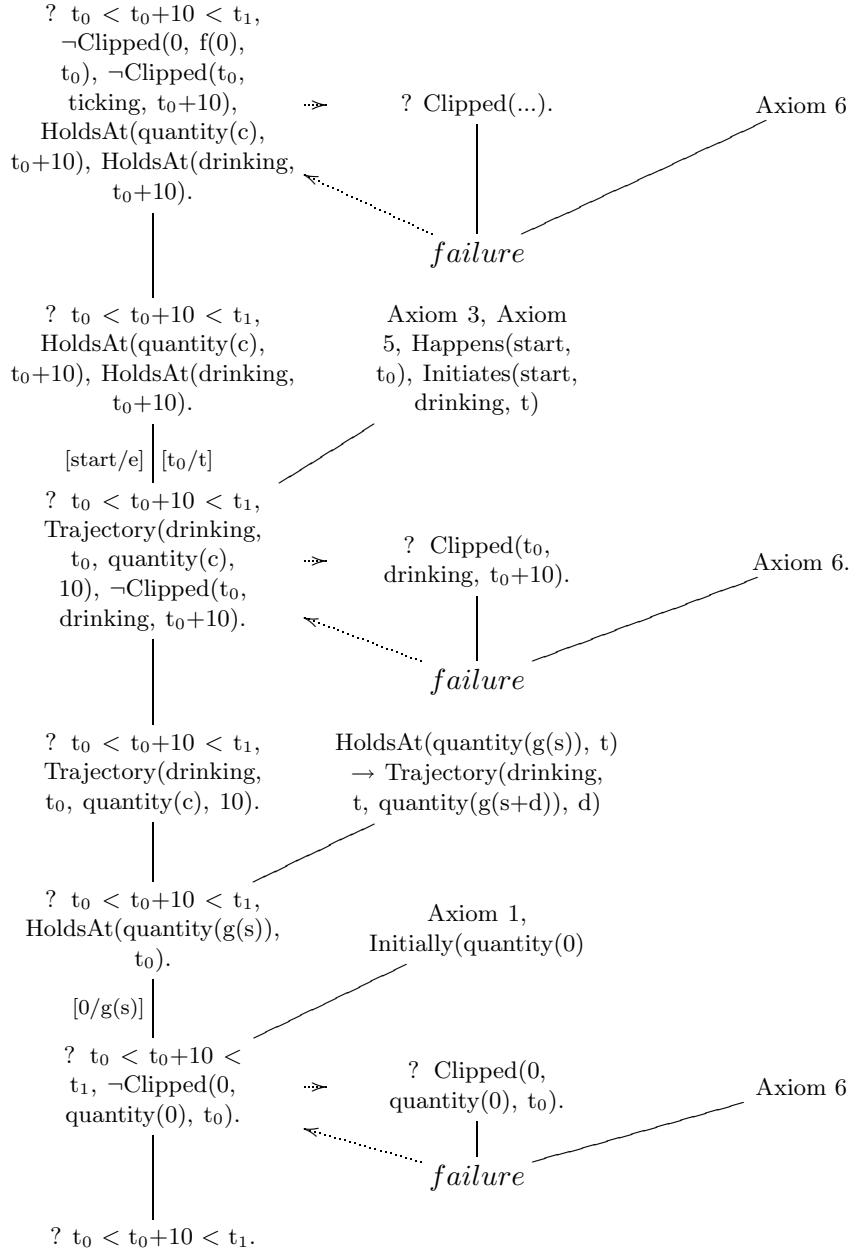 ? t₀ < t₀+10 < t₁,
¬Clipped(0, f(0),
t₀), ¬Clipped(t₀,
ticking, t₀+10),
HoldsAt(quantity(c),
t₀+10), HoldsAt(drinking,
t₀+10).
? Clipped(...).
Axiom 6
failure
? t₀ < t₀+10 < t₁,
HoldsAt(quantity(c),
t₀+10), HoldsAt(drinking,
t₀+10).
Axiom 3, Axiom
5, Happens(start,
t₀), Initiates(start,
drinking, t)
[start/e] [t₀/t]
? t₀ < t₀+10 < t₁,
Trajectory(drinking,
t₀, quantity(c),
10), ¬Clipped(t₀,
drinking, t₀+10).
? Clipped(t₀,
drinking, t₀+10).
Axiom 6.
failure
? t₀ < t₀+10 < t₁,
Trajectory(drinking,
t₀, quantity(c), 10).
HoldsAt(quantity(g(s)), t)
→ Trajectory(drinking,
t, quantity(g(s+d)), d)
? t₀ < t₀+10 < t₁,
HoldsAt(quantity(g(s)),
t₀).
Axiom 1,
Initially(quantity(0)
[0/g(s)]
? t₀ < t₀+10 <
t₁, ¬Clipped(0,
quantity(0), t₀).
? Clipped(0,
quantity(0), t₀).
Axiom 6
failure
? t₀ < t₀+10 < t₁.